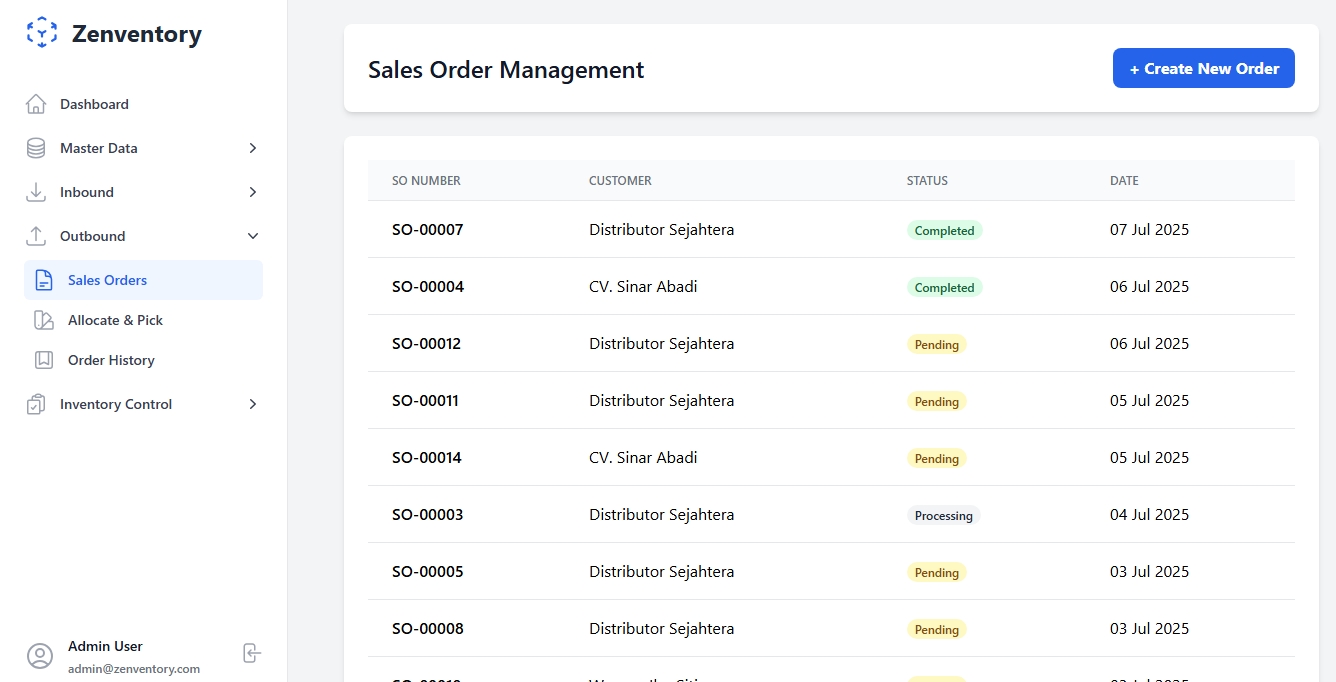 Zenventory
Dashboard
Master Data
Inbound
Outbound
Sales Orders
Allocate & Pick
Order History
Inventory Control
Admin User
admin@zenventory.com
Sales Order Management
+ Create New Order
SO NUMBER CUSTOMER STATUS DATE
SO-00007 Distributor Sejahtera Completed 07 Jul 2025
SO-00004 CV. Sinar Abadi Completed 06 Jul 2025
SO-00012 Distributor Sejahtera Pending 06 Jul 2025
SO-00011 Distributor Sejahtera Pending 05 Jul 2025
SO-00014 CV. Sinar Abadi Pending 05 Jul 2025
SO-00003 Distributor Sejahtera Processing 04 Jul 2025
SO-00005 Distributor Sejahtera Pending 03 Jul 2025
SO-00008 Distributor Sejahtera Pending 03 Jul 2025